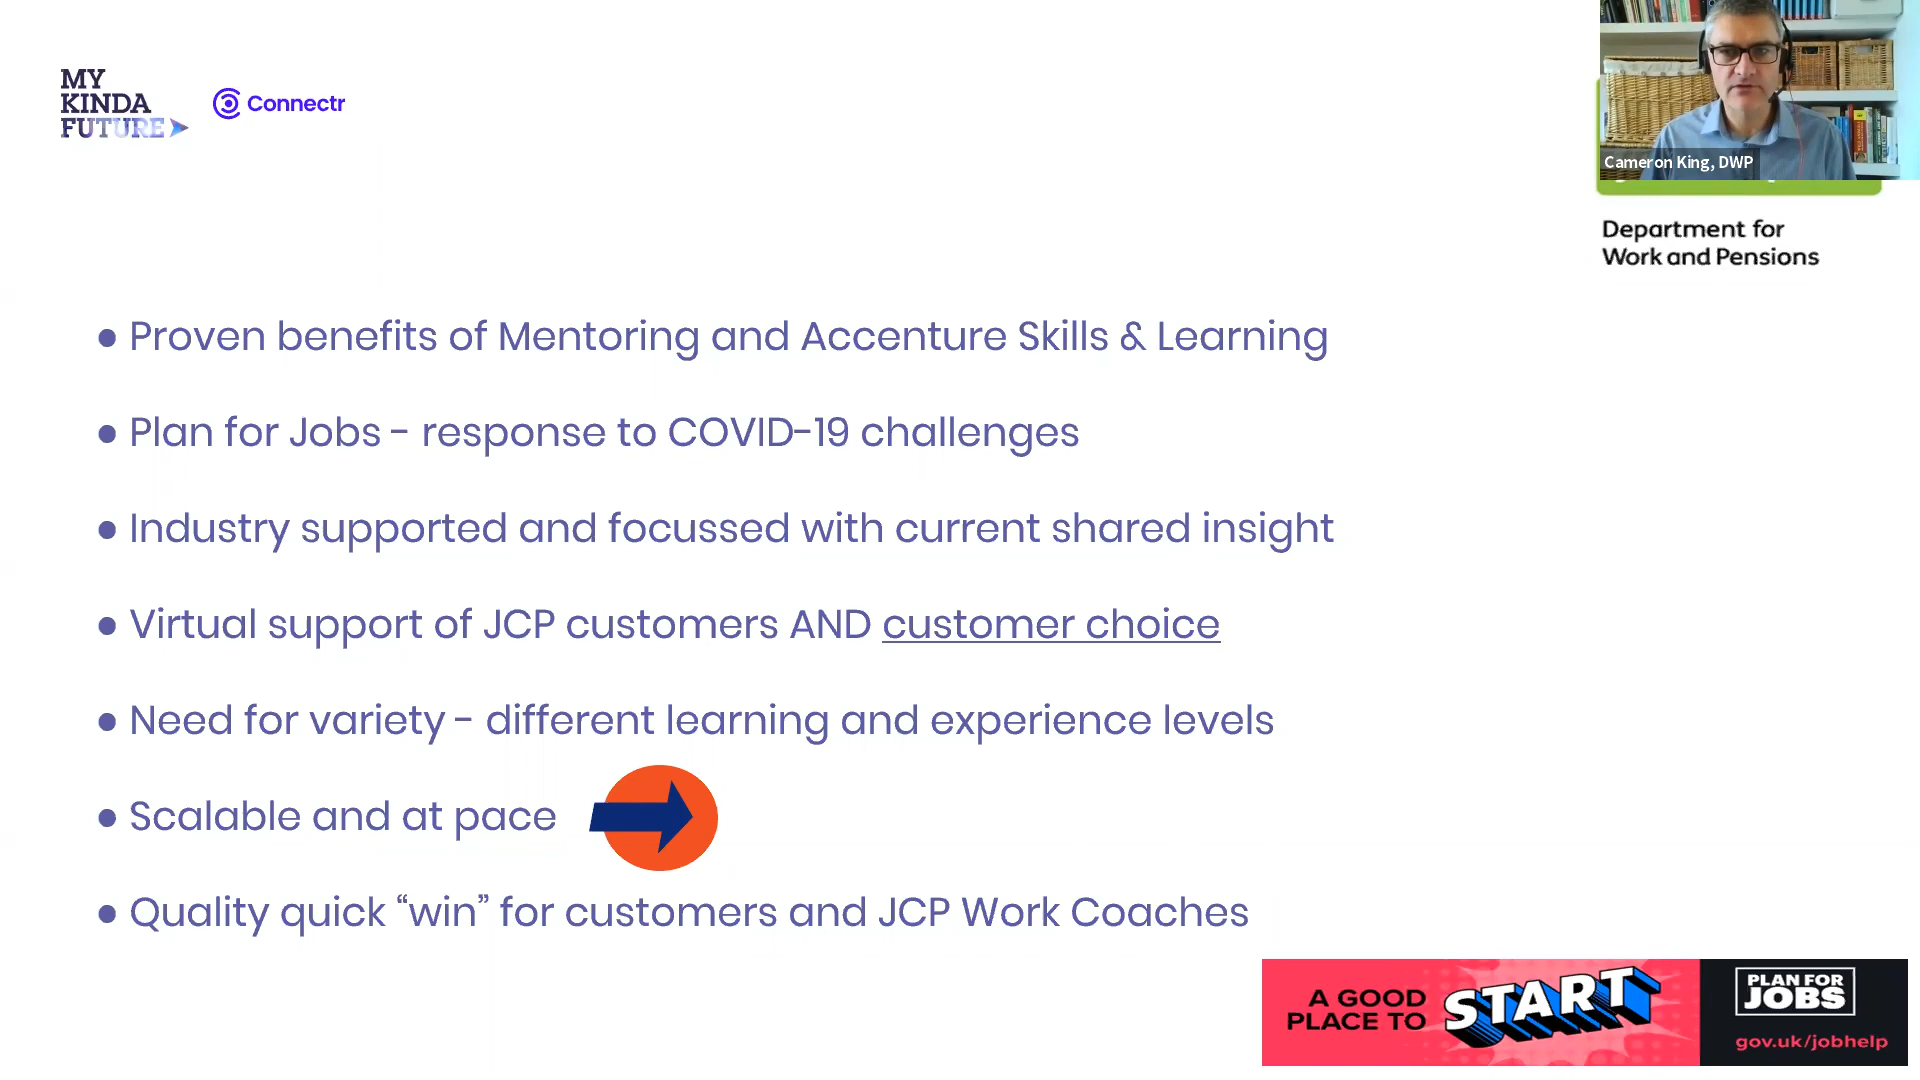 MY
KINDA
FUTURE
Connectr
Cameron King, DWP
Department for
Work and Pensions
● Proven benefits of Mentoring and Accenture Skills & Learning
● Plan for Jobs - response to COVID-19 challenges
● Industry supported and focussed with current shared insight
● Virtual support of JCP customers AND customer choice
● Need for variety - different learning and experience levels
● Scalable and at pace
● Quality quick “win” for customers and JCP Work Coaches
A GOOD
PLACE TO
START
PLAN FOR
JOBS
gov.uk/jobhelp